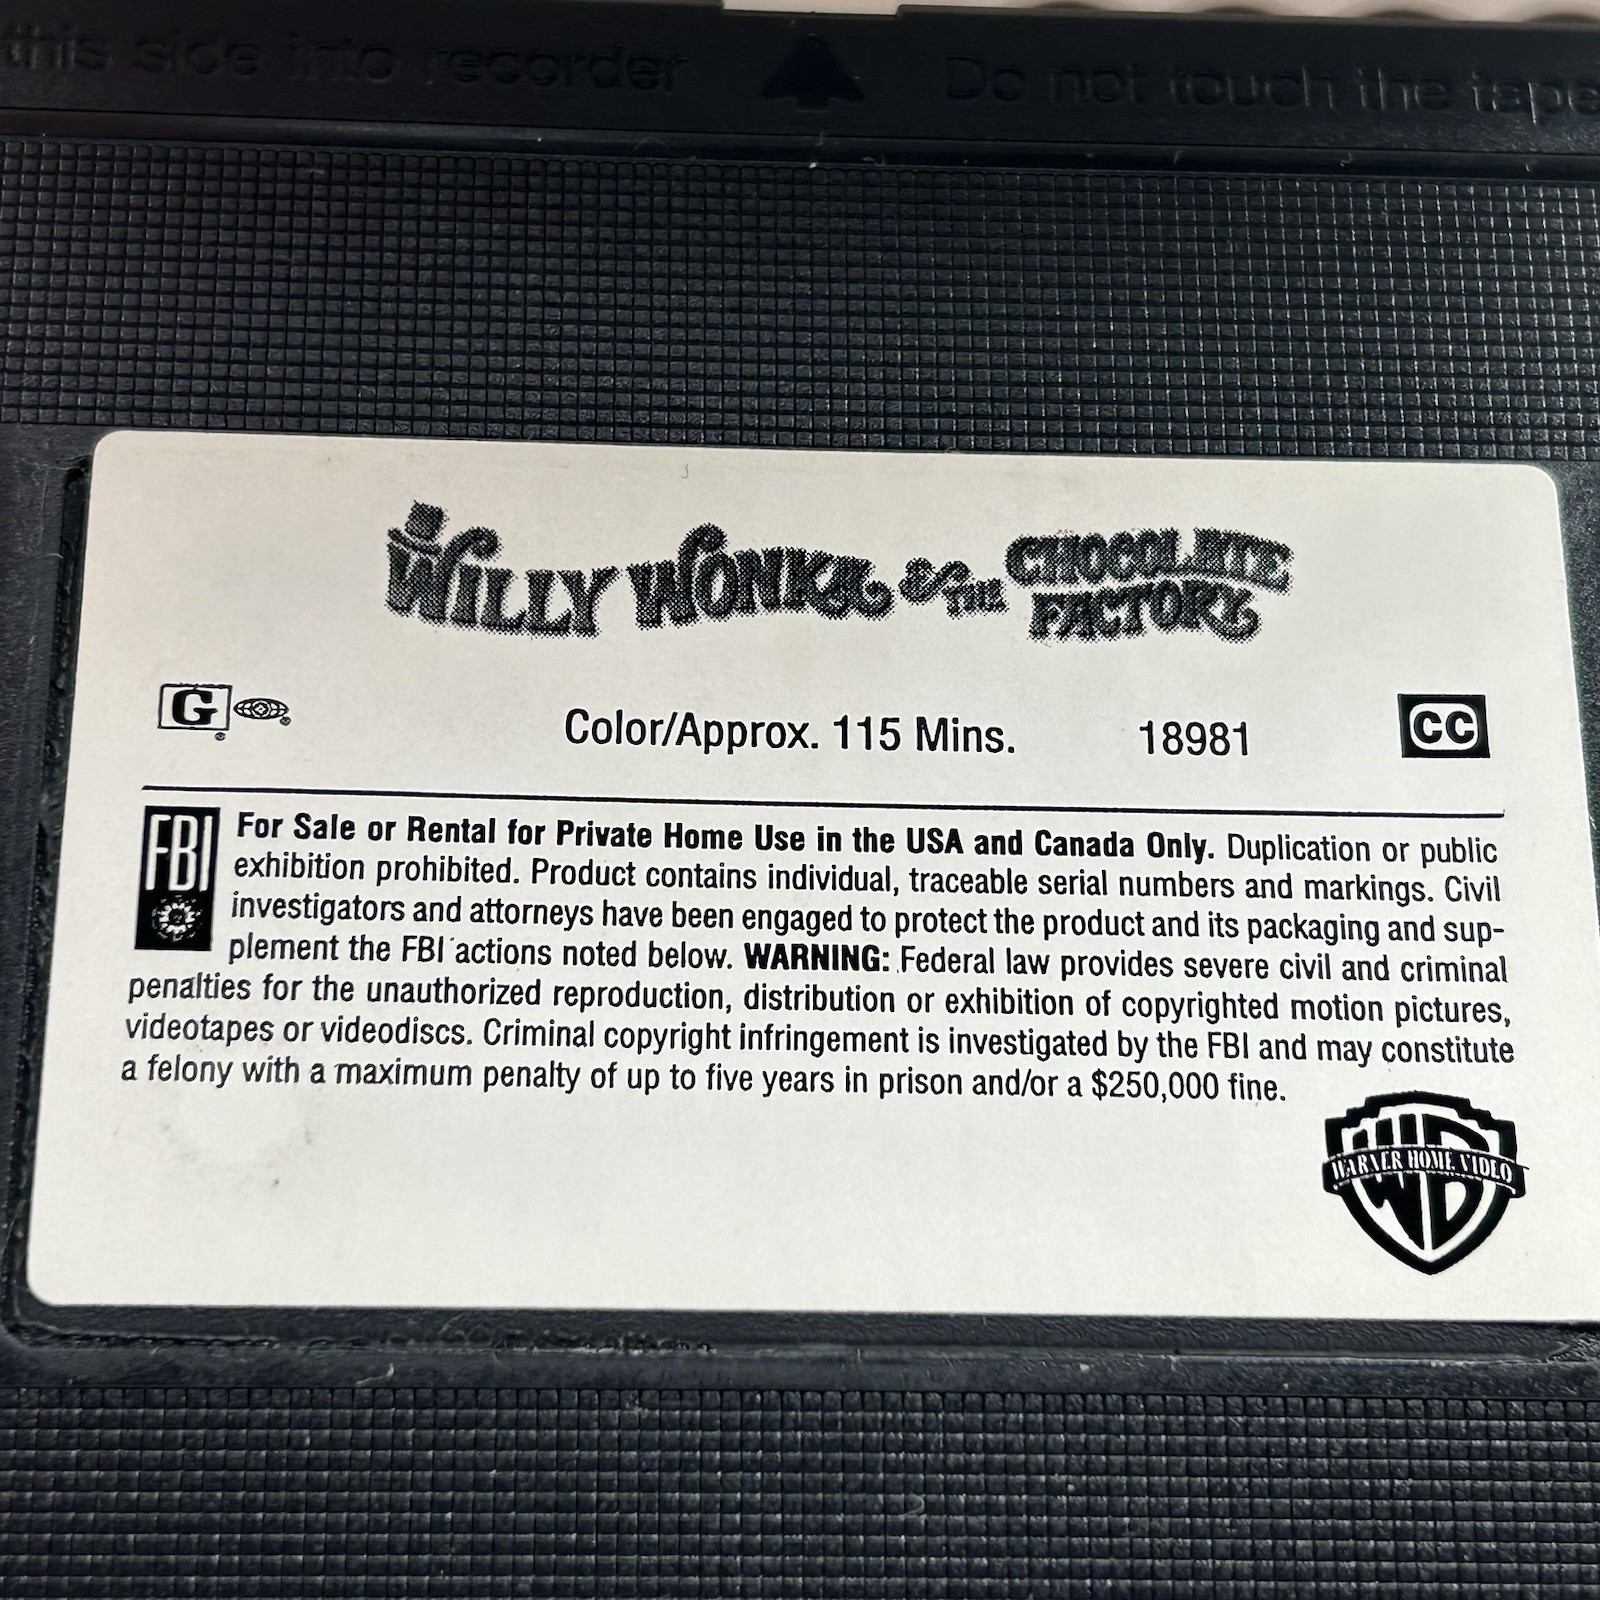 this side into recorder Do not touch the tape
WILLY WONKA & THE CHOCOLATE FACTORY
G Color/Approx. 115 Mins. 18981 CC
FBI
For Sale or Rental for Private Home Use in the USA and Canada Only. Duplication or public
exhibition prohibited. Product contains individual, traceable serial numbers and markings. Civil
investigators and attorneys have been engaged to protect the product and its packaging and sup-
plement the FBI actions noted below. WARNING: Federal law provides severe civil and criminal
penalties for the unauthorized reproduction, distribution or exhibition of copyrighted motion pictures,
videotapes or videodiscs. Criminal copyright infringement is investigated by the FBI and may constitute
a felony with a maximum penalty of up to five years in prison and/or a $250,000 fine.
WB
WARNER HOME VIDEO